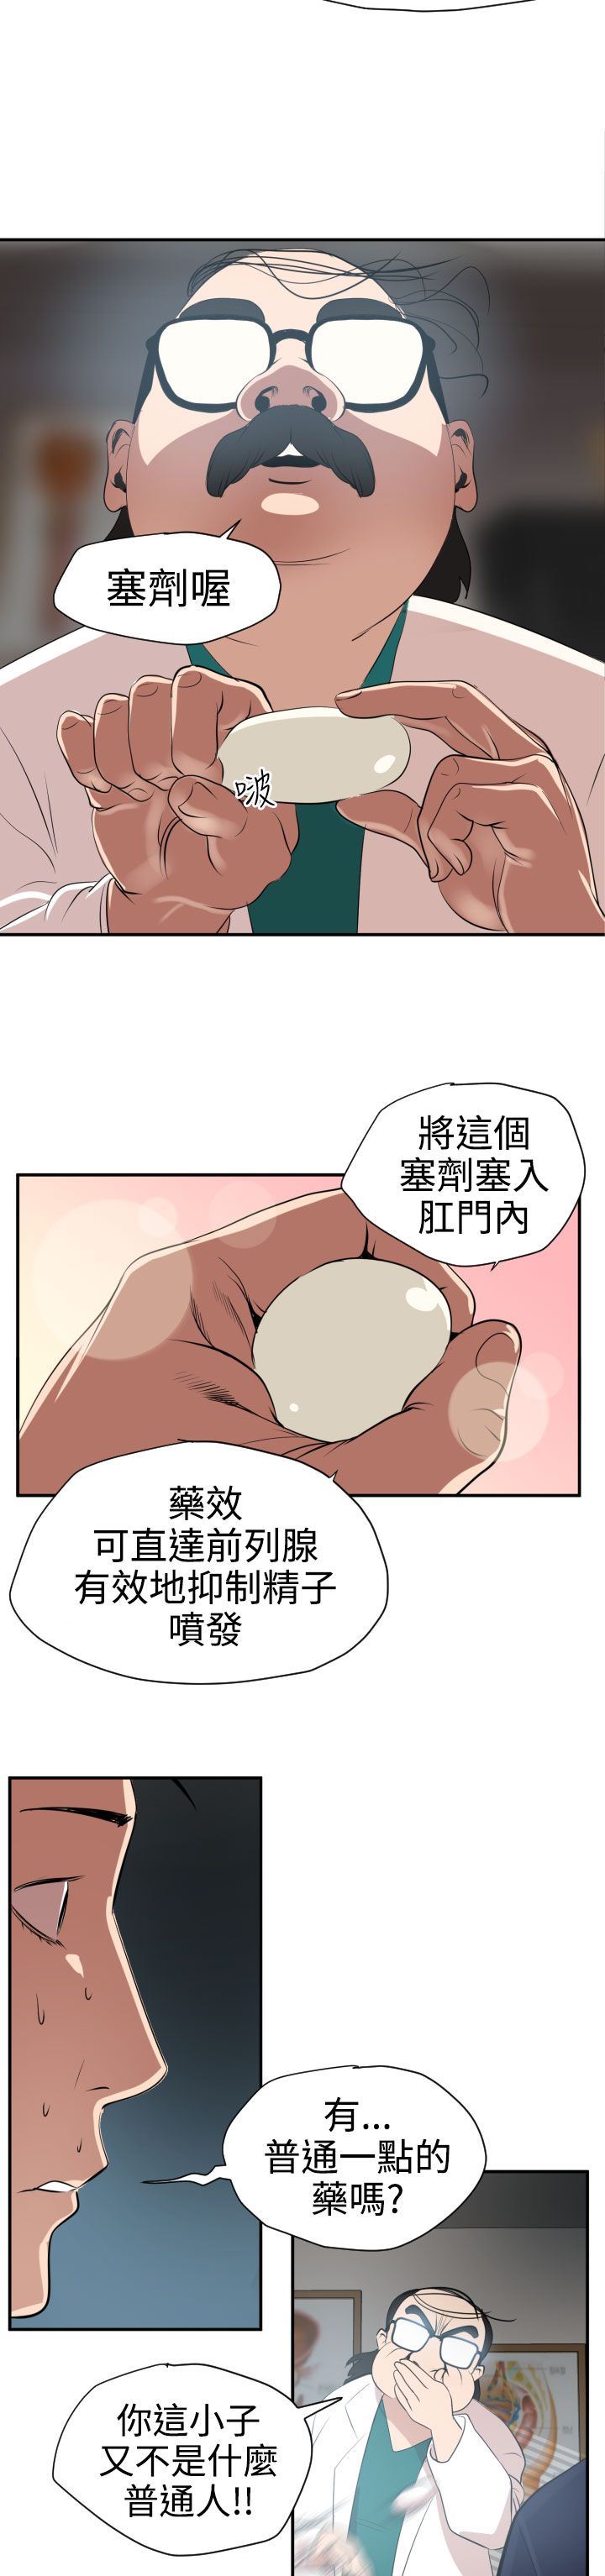 塞劑喔
啵
將這個
塞劑塞入
肛門內
藥效
可直達前列腺
有效地抑制精子
噴發
有...
普通一點的
藥嗎?
你這小子
又不是什麼
普通人!!